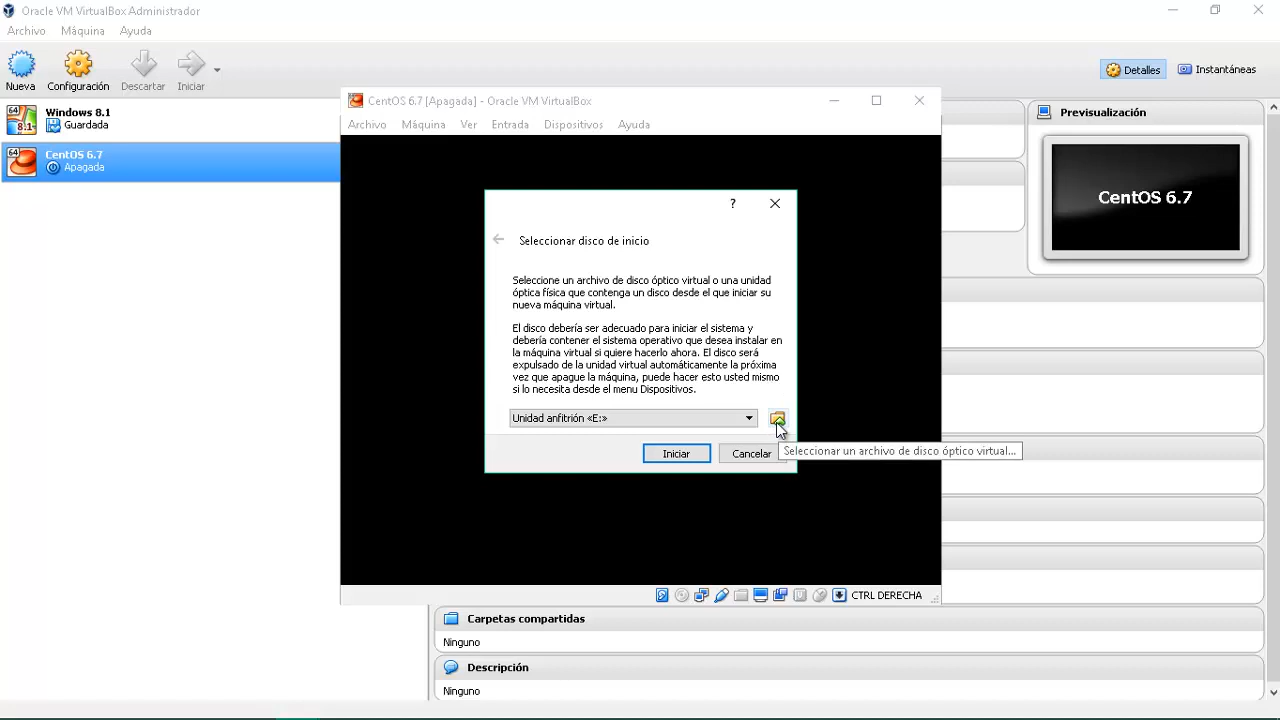 Oracle VM VirtualBox Administrador
Archivo Máquina Ayuda
Nueva Configuración Descartar Iniciar
Detalles Instantáneas
64 8.1 Windows 8.1
Guardada
64 CentOS 6.7
Apagada
Previsualización
CentOS 6.7
CentOS 6.7 [Apagada] - Oracle VM VirtualBox
Archivo Máquina Ver Entrada Dispositivos Ayuda
?
Seleccionar disco de inicio
Seleccione un archivo de disco óptico virtual o una unidad
óptica física que contenga un disco desde el que iniciar su
nueva máquina virtual.
El disco debería ser adecuado para iniciar el sistema y
debería contener el sistema operativo que desea instalar en
la máquina virtual si quiere hacerlo ahora. El disco será
expulsado de la unidad virtual automáticamente la próxima
vez que apague la máquina, puede hacer esto usted mismo
si lo necesita desde el menu Dispositivos.
Unidad anfitrión «E:»
Iniciar Cancelar
Seleccionar un archivo de disco óptico virtual...
CTRL DERECHA
Carpetas compartidas
Ninguno
Descripción
Ninguno